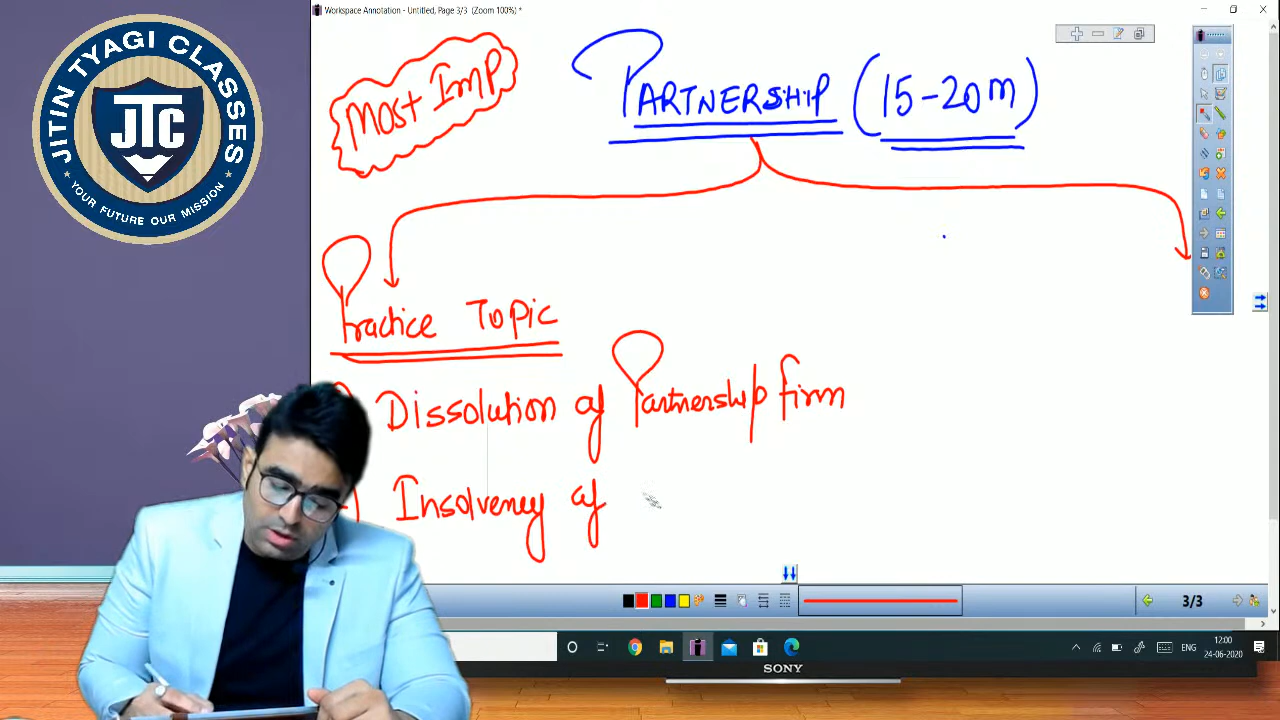 Workspace Annotation - Untitled, Page 3/3 (Zoom 100%) *
JITIN TYAGI CLASSES
JTC
YOUR FUTURE OUR MISSION
Most Imp
PARTNERSHIP (15-20m)
Practice Topic
Dissolution of Partnership firm
Insolvency of
3/3
ENG
12:00
24-06-2020
SONY